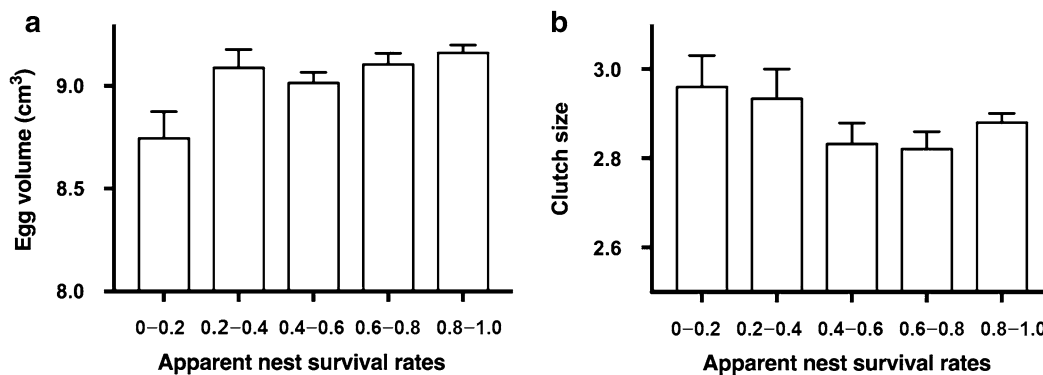 a
Egg volume (cm³)
9.0
8.5
8.0
0–0.2 0.2–0.4 0.4–0.6 0.6–0.8 0.8–1.0
Apparent nest survival rates
b
Clutch size
3.0
2.8
2.6
0–0.2 0.2–0.4 0.4–0.6 0.6–0.8 0.8–1.0
Apparent nest survival rates